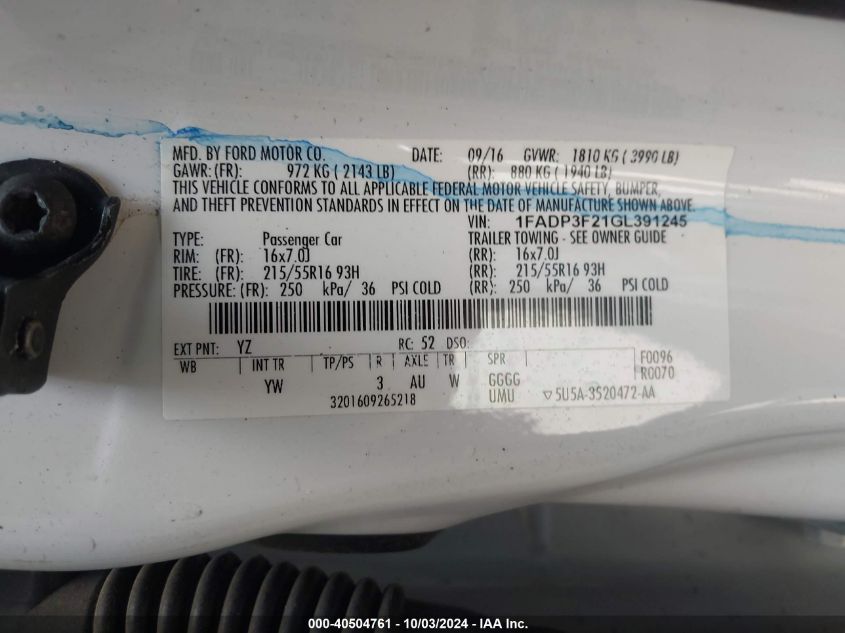 MFD. BY FORD MOTOR CO. DATE: 09/16 GVWR: 1810 KG ( 3990 LB)
GAWR: (FR): 972 KG ( 2143 LB) (RR): 880 KG ( 1940 LB)
THIS VEHICLE CONFORMS TO ALL APPLICABLE FEDERAL MOTOR VEHICLE SAFETY, BUMPER,
AND THEFT PREVENTION STANDARDS IN EFFECT ON THE DATE OF MANUFACTURE SHOWN ABOVE.
VIN: 1FADP3F21GL391245
TYPE: Passenger Car TRAILER TOWING - SEE OWNER GUIDE
RIM: (FR): 16x7.0J (RR): 16x7.0J
TIRE: (FR): 215/55R16 93H (RR): 215/55R16 93H
PRESSURE: (FR): 250 kPa/ 36 PSI COLD (RR): 250 kPa/ 36 PSI COLD
EXT PNT: YZ RC: 52 DSO: F0096
WB INT TR TP/PS R AXLE TR SPR R0070
YW 3 AU W GGGG
UMU ▽ 5U5A-3520472-AA
3201609265218
000-40504761 - 10/03/2024 - IAA Inc.